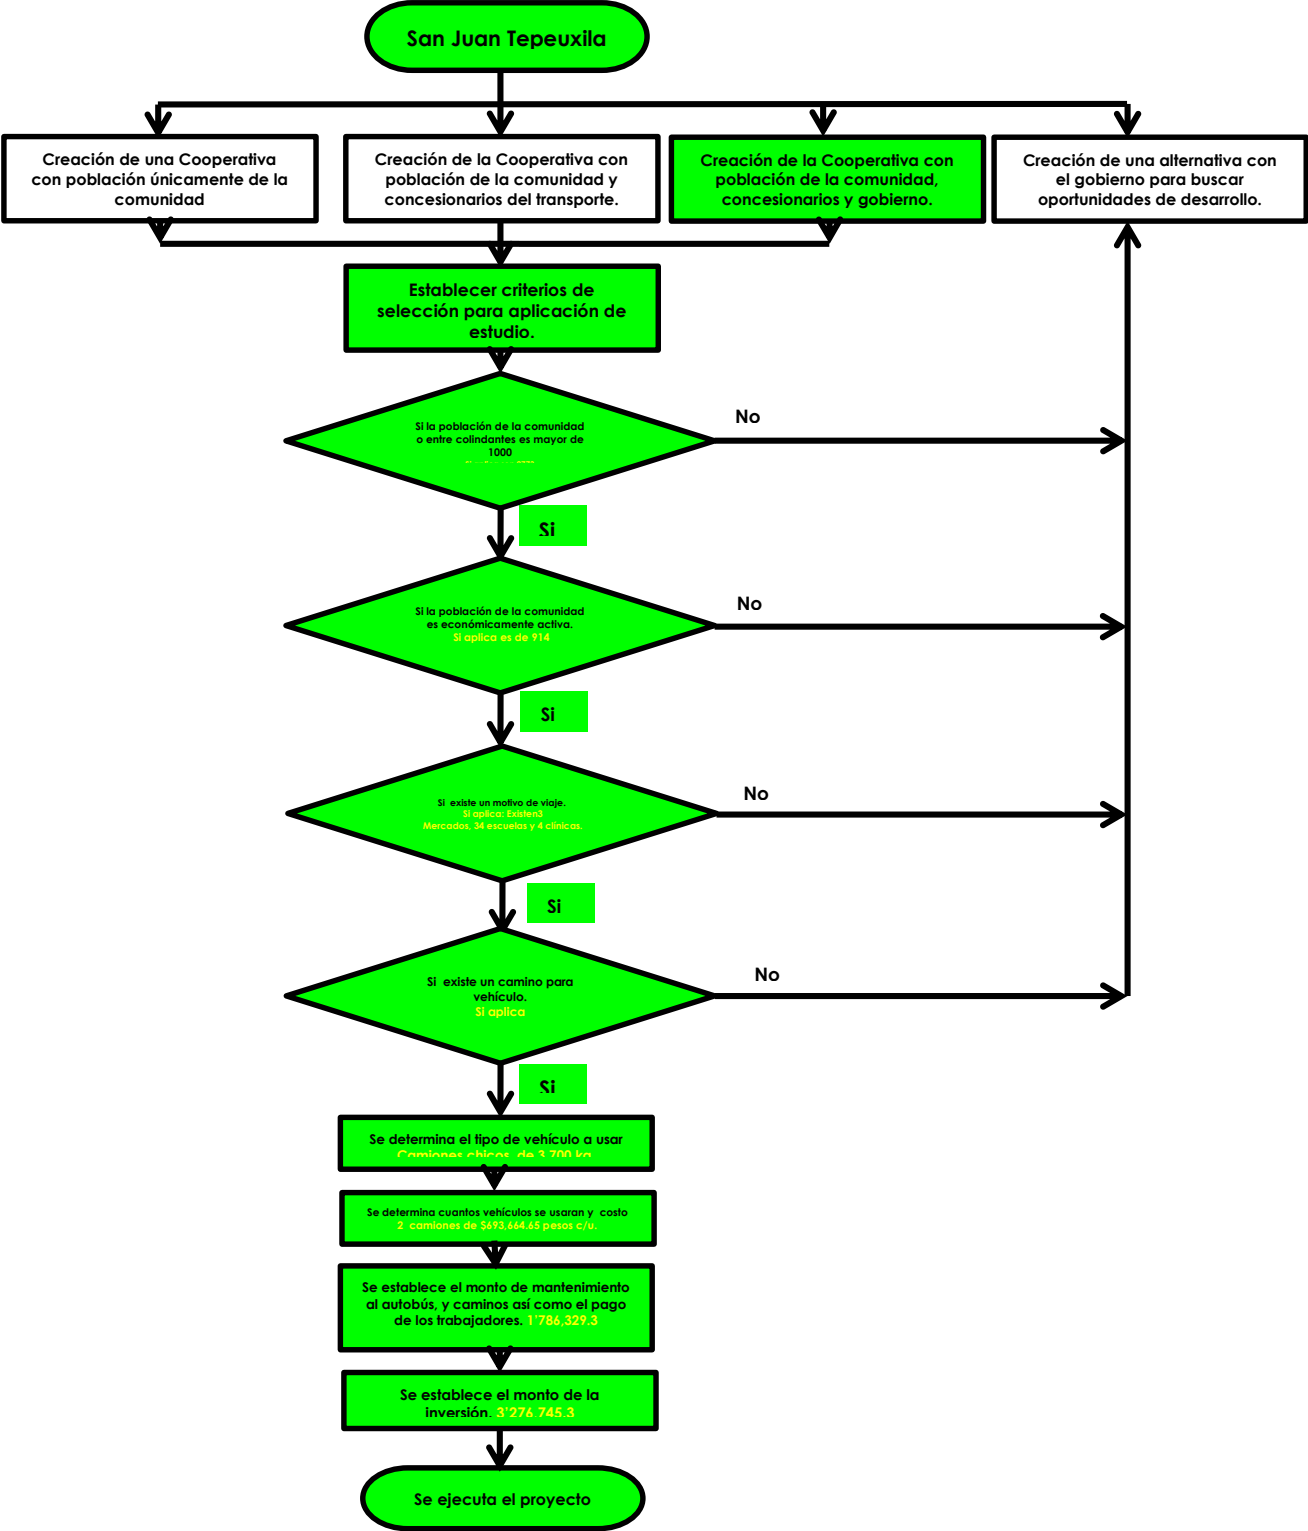 San Juan Tepeuxila
Creación de una Cooperativa
con población únicamente de la
comunidad
Creación de la Cooperativa con
población de la comunidad y
concesionarios del transporte.
Creación de la Cooperativa con
población de la comunidad,
concesionarios y gobierno.
Creación de una alternativa con
el gobierno para buscar
oportunidades de desarrollo.
Establecer criterios de
selección para aplicación de
estudio.
Si la población de la comunidad
o entre colindantes es mayor de
1000
No
Si
Si la población de la comunidad
es económicamente activa.
Si aplica es de 914
No
Si
Si existe un motivo de viaje.
Si aplica: Existen3
Mercados, 34 escuelas y 4 clínicas.
No
Si
Si existe un camino para
vehículo.
Si aplica
No
Si
Se determina el tipo de vehículo a usar
Camiones chicos de 3,700 kg
Se determina cuantos vehículos se usaran y costo
2 camiones de $693,664.65 pesos c/u.
Se establece el monto de mantenimiento
al autobús, y caminos así como el pago
de los trabajadores. 1'786,329.3
Se establece el monto de la
inversión. 3'276,745.3
Se ejecuta el proyecto